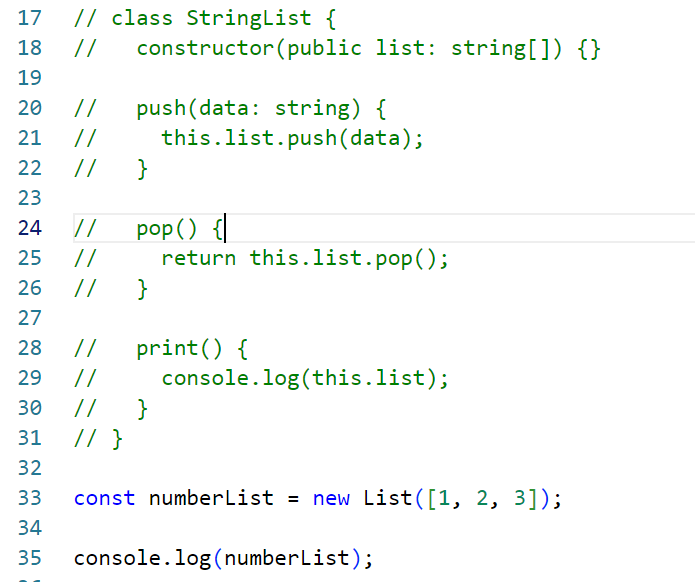 17 // class StringList {
18 //   constructor(public list: string[]) {}
19
20 //   push(data: string) {
21 //     this.list.push(data);
22 //   }
23
24 //   pop() {
25 //     return this.list.pop();
26 //   }
27
28 //   print() {
29 //     console.log(this.list);
30 //   }
31 // }
32
33 const numberList = new List([1, 2, 3]);
34
35 console.log(numberList);